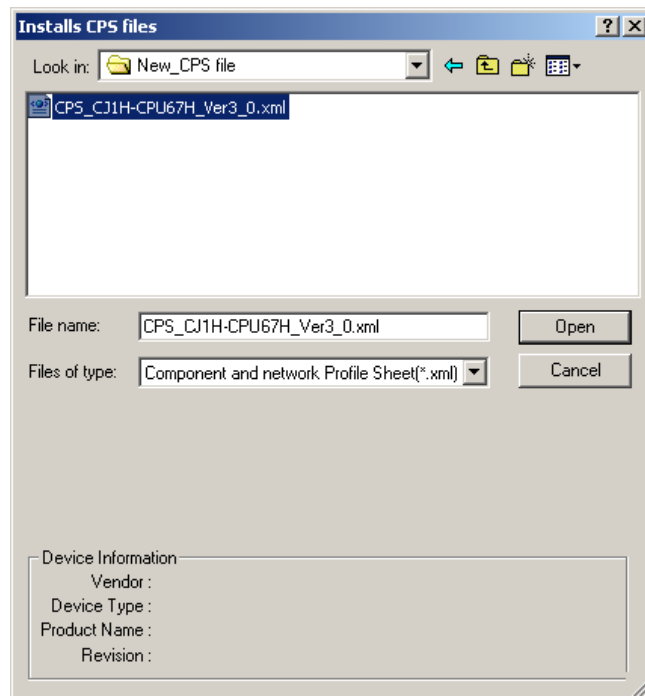 Installs CPS files
Look in: New_CPS file
CPS_CJ1H-CPU67H_Ver3_0.xml
File name: CPS_CJ1H-CPU67H_Ver3_0.xml Open
Files of type: Component and network Profile Sheet(*.xml) Cancel
Device Information
Vendor :
Device Type :
Product Name :
Revision :